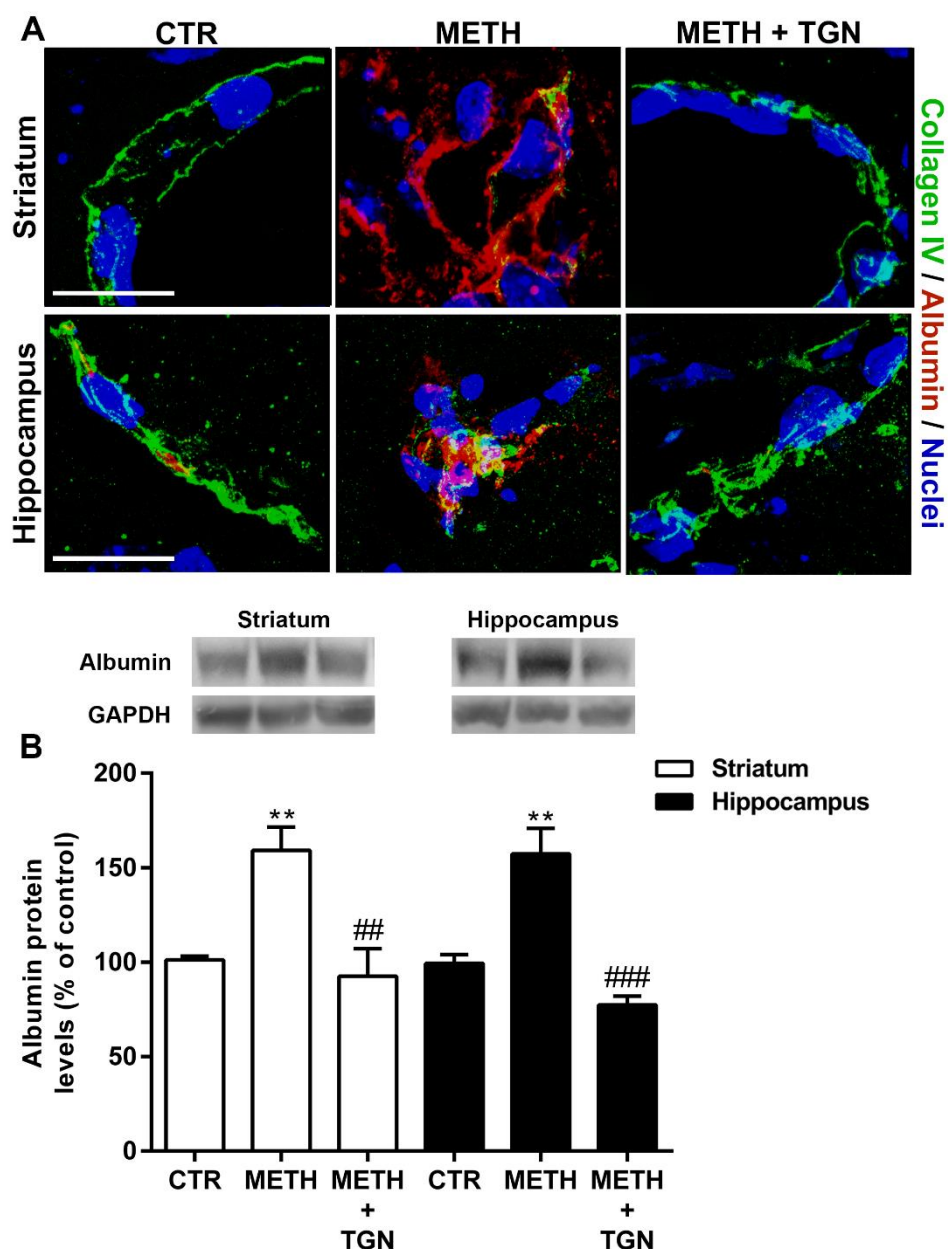 A
CTR METH METH + TGN
Striatum
Hippocampus
Collagen IV / Albumin / Nuclei
Striatum Hippocampus
Albumin
GAPDH
B
Striatum
Hippocampus
Albumin protein
levels (% of control)
200
150
100
50
0
** ## ** ###
CTR METH METH CTR METH METH
+ +
TGN TGN